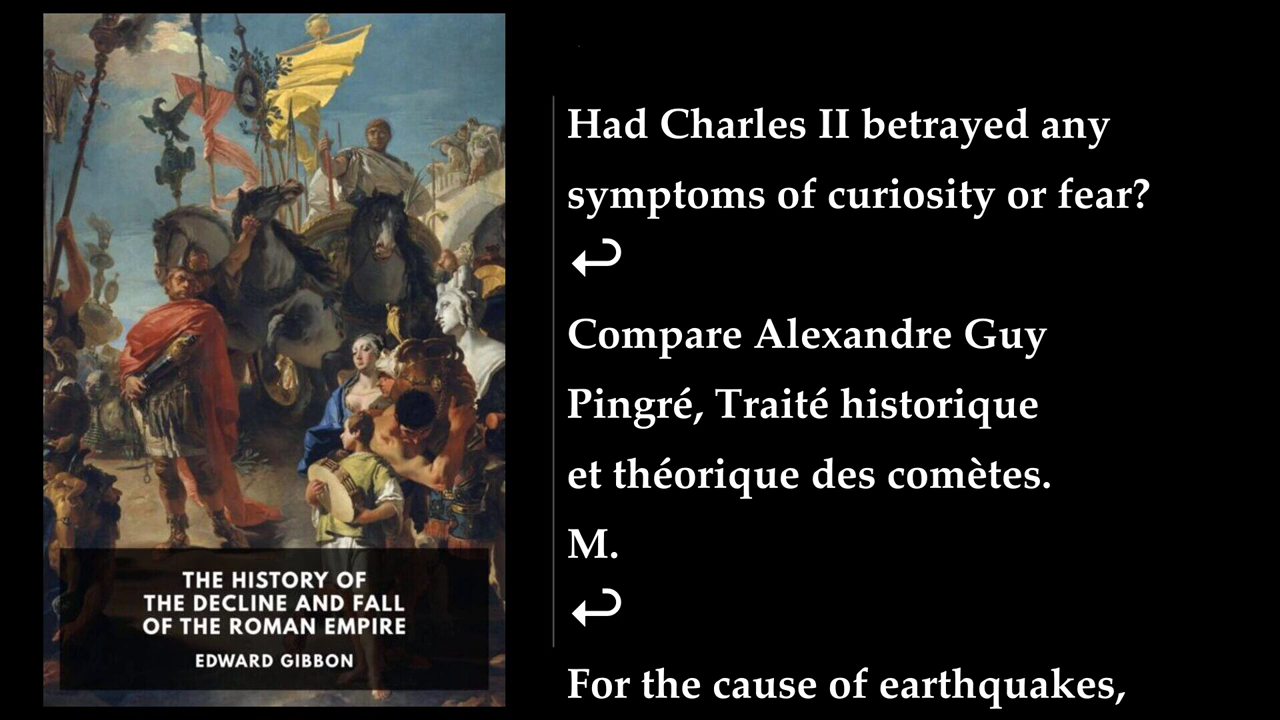 THE HISTORY OF
THE DECLINE AND FALL
OF THE ROMAN EMPIRE
EDWARD GIBBON
Had Charles II betrayed any
symptoms of curiosity or fear?
↩
Compare Alexandre Guy
Pingré, Traité historique
et théorique des comètes.
M.
↩
For the cause of earthquakes,